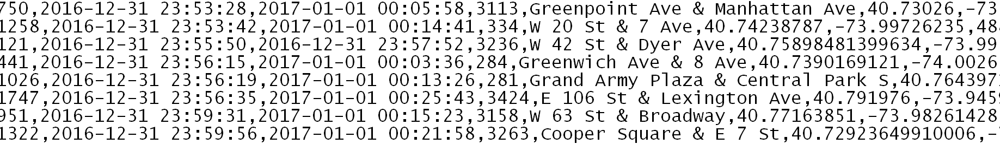 750,2016-12-31 23:53:28,2017-01-01 00:05:58,3113,Greenpoint Ave & Manhattan Ave,40.73026,-73
1258,2016-12-31 23:53:42,2017-01-01 00:14:41,334,W 20 St & 7 Ave,40.74238787,-73.99726235,48
121,2016-12-31 23:55:50,2016-12-31 23:57:52,3236,W 42 St & Dyer Ave,40.75898481399634,-73.99
441,2016-12-31 23:56:15,2017-01-01 00:03:36,284,Greenwich Ave & 8 Ave,40.7390169121,-74.0026
1026,2016-12-31 23:56:19,2017-01-01 00:13:26,281,Grand Army Plaza & Central Park S,40.764397
1747,2016-12-31 23:56:35,2017-01-01 00:25:43,3424,E 106 St & Lexington Ave,40.791976,-73.945
951,2016-12-31 23:59:31,2017-01-01 00:15:23,3158,W 63 St & Broadway,40.77163851,-73.98261428
1322,2016-12-31 23:59:56,2017-01-01 00:21:58,3263,Cooper Square & E 7 St,40.72923649910006,-